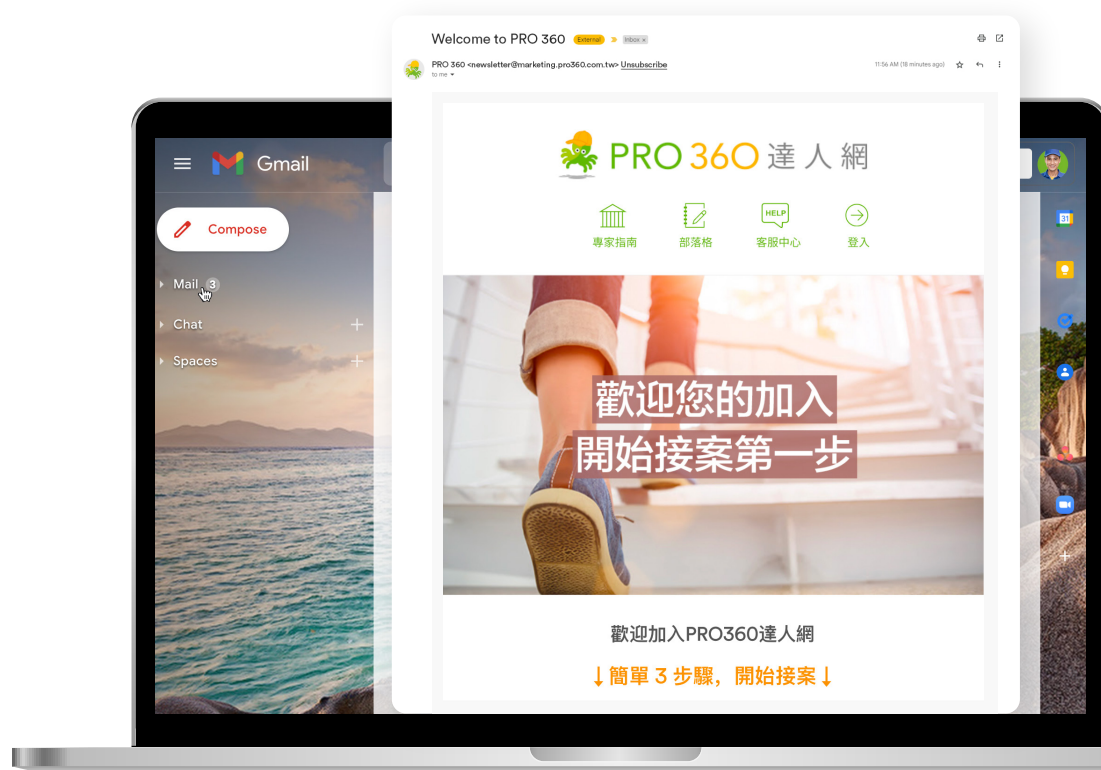 Welcome to PRO 360 External Inbox ×
PRO 360 <newsletter@marketing.pro360.com.tw> Unsubscribe
11:56 AM (18 minutes ago)
to me
PRO 360 達人網
Gmail
專家指南
HELP
部落格
客服中心
登入
31
Compose
Mail 3
Chat
Spaces
歡迎您的加入
開始接案第一步
歡迎加入PRO360達人網
↓簡單 3 步驟，開始接案↓